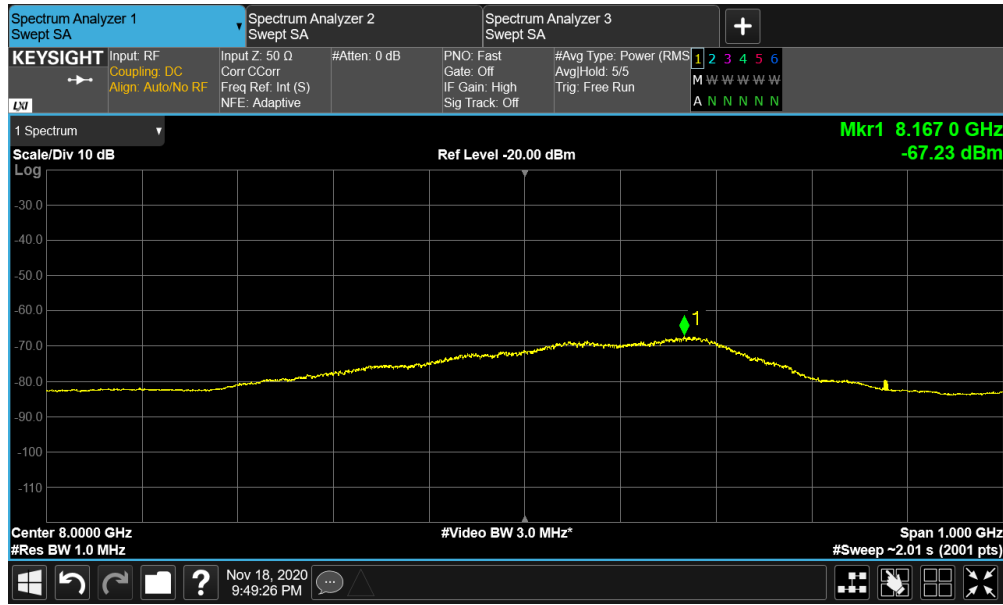 Spectrum Analyzer 1
Swept SA
Spectrum Analyzer 2
Swept SA
Spectrum Analyzer 3
Swept SA
+
KEYSIGHT
LXI
Input: RF
Coupling: DC
Align: Auto/No RF
Input Z: 50 Ω
Corr CCorr
Freq Ref: Int (S)
NFE: Adaptive
#Atten: 0 dB
PNO: Fast
Gate: Off
IF Gain: High
Sig Track: Off
#Avg Type: Power (RMS
Avg|Hold: 5/5
Trig: Free Run
1 2 3 4 5 6
M W W W W W
A N N N N N
1 Spectrum
Mkr1 8.167 0 GHz
-67.23 dBm
Scale/Div 10 dB
Ref Level -20.00 dBm
Log
-30.0
-40.0
-50.0
-60.0
1
-70.0
-80.0
-90.0
-100
-110
Center 8.0000 GHz
#Video BW 3.0 MHz*
Span 1.000 GHz
#Res BW 1.0 MHz
#Sweep ~2.01 s (2001 pts)
?
Nov 18, 2020
9:49:26 PM